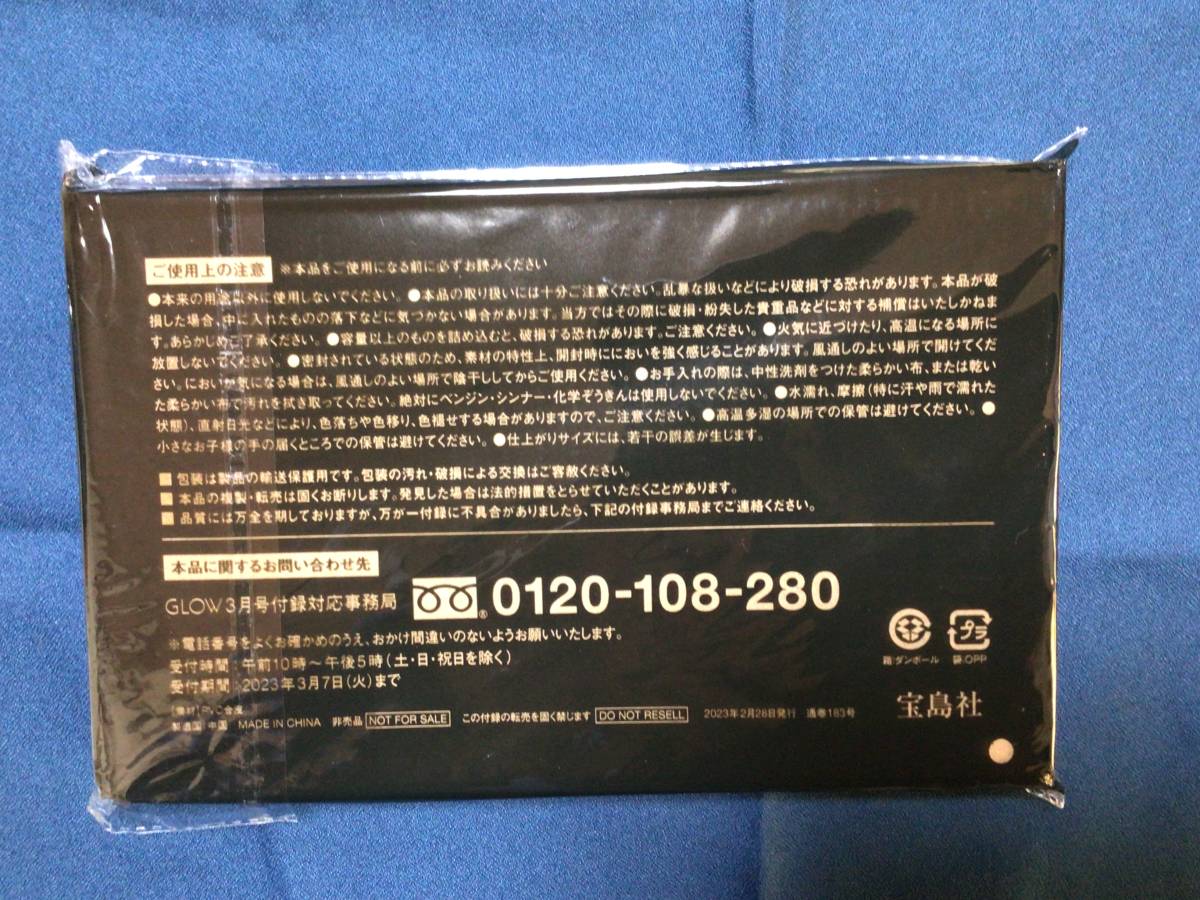 ご使用上の注意 ※本品をご使用になる前に必ずお読みください
●本来の用途以外に使用しないでください。●本品の取り扱いには十分ご注意ください。乱暴な扱いなどにより破損する恐れがあります。本品が破
損した場合、中に入れたものの落下などに気づかない場合があります。当方ではその際に破損・紛失した貴重品などに対する補償はいたしかねま
す。あらかじめご了承ください。●容量以上のものを詰め込むと、破損する恐れがあります。ご注意ください。●火気に近づけたり、高温になる場所に
放置しないでください。●密封されている状態のため、素材の特性上、開封時ににおいを強く感じることがあります。風通しのよい場所で開けてくだ
さい。においが気になる場合は、風通しのよい場所で陰干ししてからご使用ください。●お手入れの際は、中性洗剤をつけた柔らかい布、または乾い
た柔らかい布で汚れを拭き取ってください。絶対にベンジン・シンナー・化学ぞうきんは使用しないでください。●水濡れ、摩擦(特に汗や雨で濡れた
状態)、直射日光などにより、色落ちや色移り、色褪せする場合がありますので、ご注意ください。●高温多湿の場所での保管は避けてください。●
小さなお子様の手の届くところでの保管は避けてください。●仕上がりサイズには、若干の誤差が生じます。
■包装は製品の輸送保護用です。包装の汚れ・破損による交換はご容赦ください。
■本品の複製・転売は固くお断りします。発見した場合は法的措置をとらせていただくことがあります。
■品質には万全を期しておりますが、万が一付録に不具合がありましたら、下記の付録事務局までご連絡ください。
本品に関するお問い合わせ先
GLOW3月号付録対応事務局 0120-108-280
※電話番号をよくお確かめのうえ、おかけ間違いのないようお願いいたします。
受付時間:午前10時〜午後5時(土・日・祝日を除く)
受付期間:2023年3月7日(火)まで
箱:ダンボール プラ 袋:OPP
製造国:中国 MADE IN CHINA 非売品 NOT FOR SALE この付録の転売を固く禁じます DO NOT RESELL 2023年2月28日発行 通巻183号
宝島社